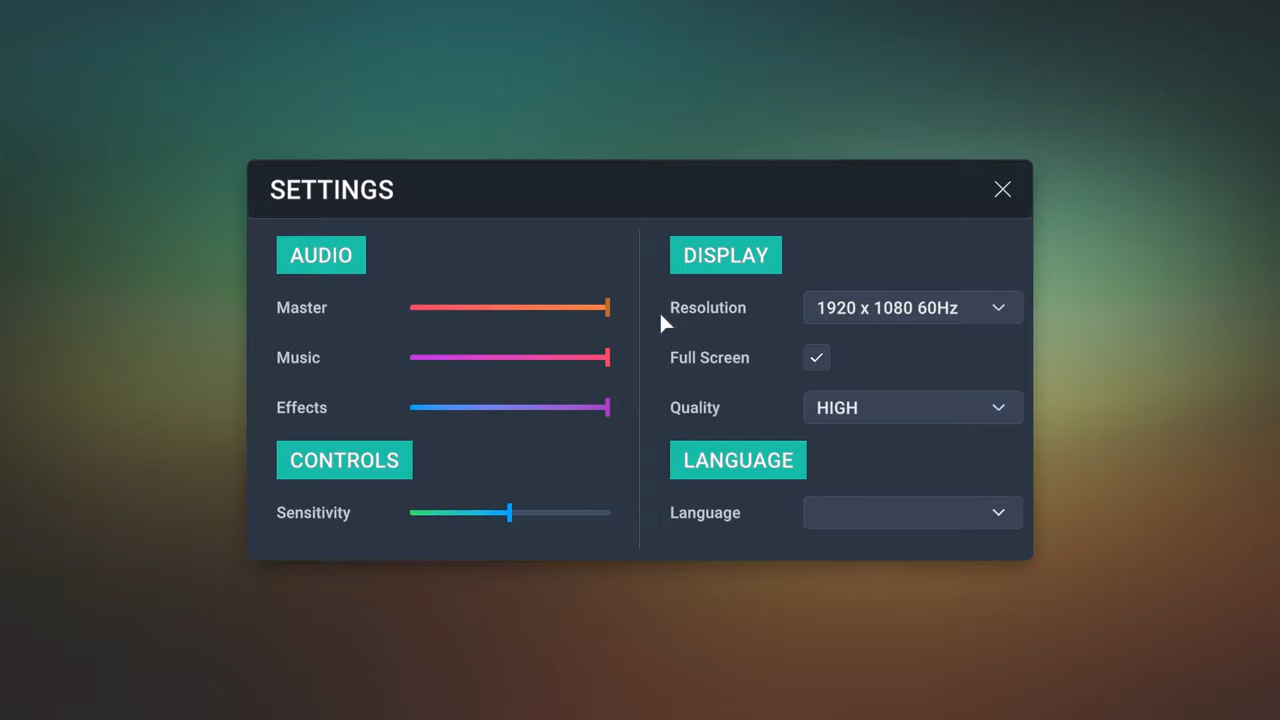 SETTINGS
AUDIO
Master
Music
Effects
CONTROLS
Sensitivity
DISPLAY
Resolution 1920 x 1080 60Hz
Full Screen
Quality HIGH
LANGUAGE
Language